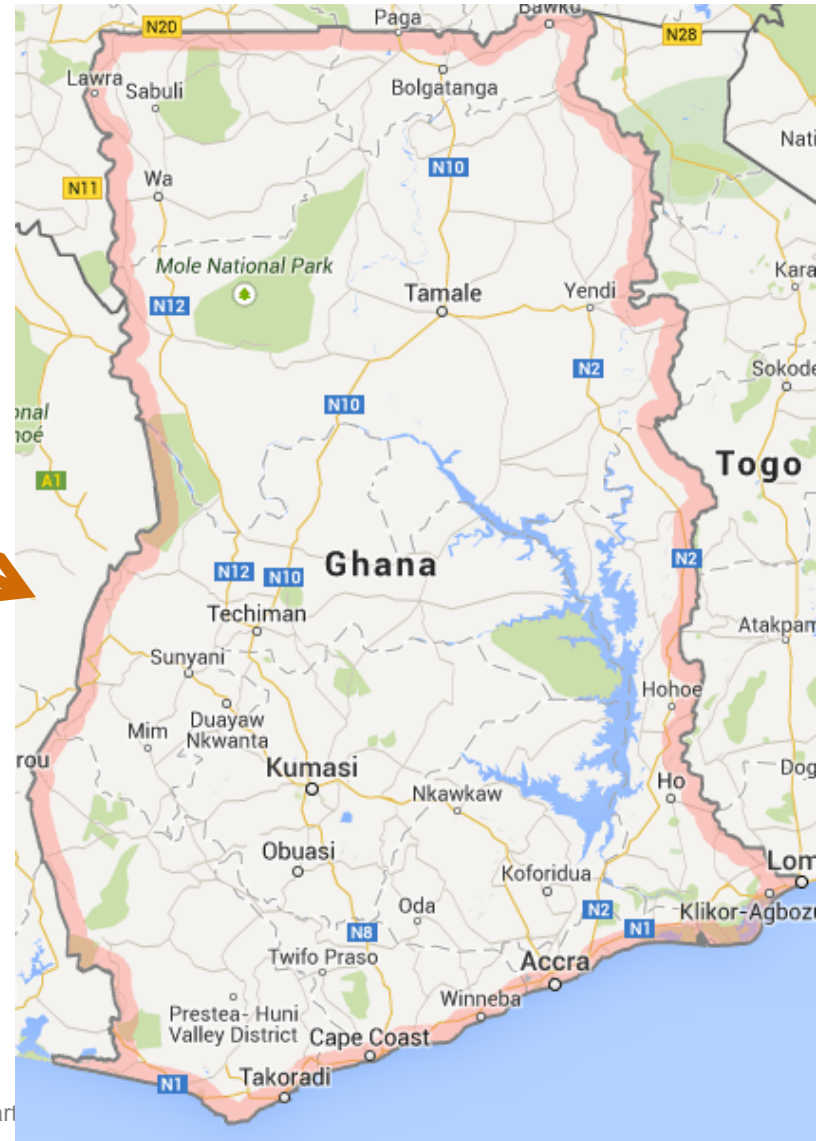 Paga
Bawku
N20
N28
Lawra
Sabuli
Bolgatanga
Nati
N10
N11
Wa
Mole National Park
Kara
Tamale
Yendi
N12
N2
Sokode
N10
onal
noé
A1
Togo
N2
Ghana
N12
N10
Techiman
Atakpam
Sunyani
Hohoe
Mim
Duayaw
Nkwanta
rou
Kumasi
Dog
Ho
Nkawkaw
Obuasi
Lom
Koforidua
Oda
N2
Klikor-Agbozu
N1
N8
Twifo Praso
Accra
Winneba
Prestea- Huni
Valley District
Cape Coast
N1
Takoradi
art